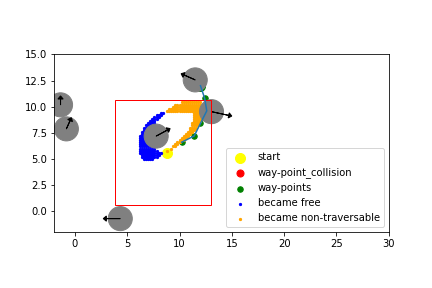 15.0
12.5
10.0
7.5
5.0
2.5
0.0
0 5 10 15 20 25 30
start
way-point_collision
way-points
became free
became non-traversable